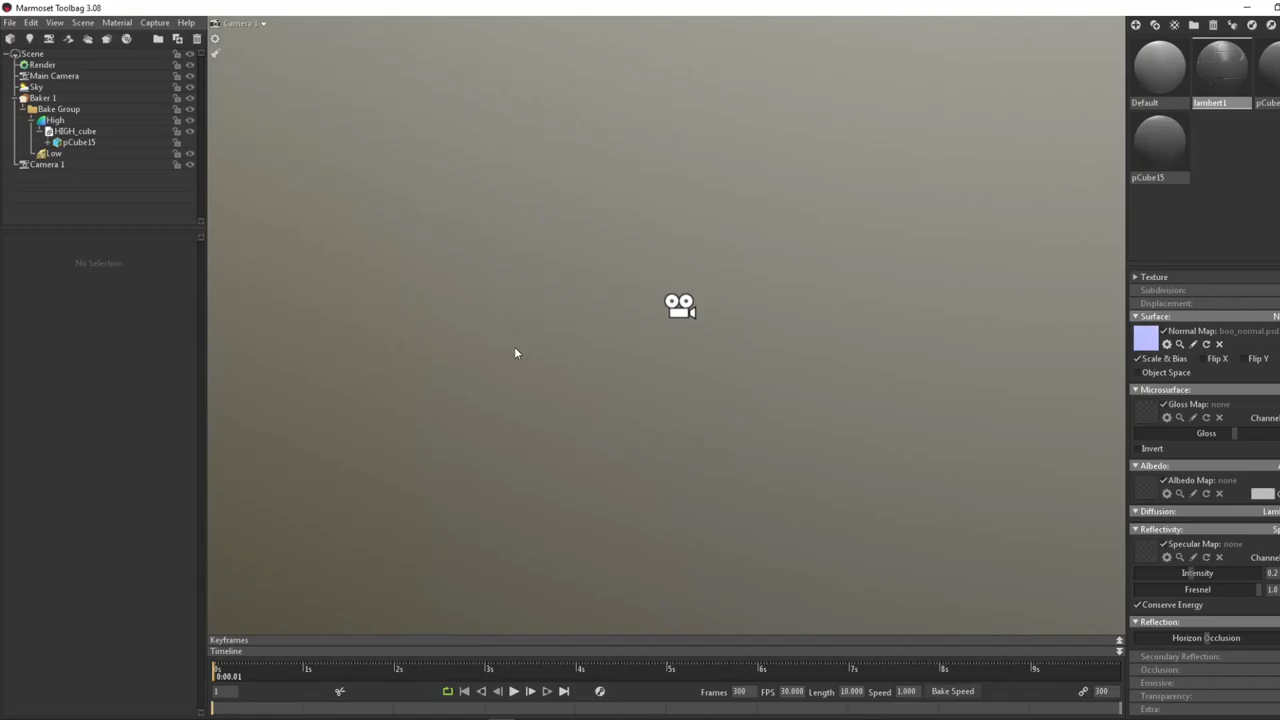 Marmoset Toolbag 3.08
File Edit View Scene Material Capture Help
Camera 1
Scene
Render
Main Camera
Sky
Baker 1
Bake Group
High
HIGH_cube
pCube15
Low
Camera 1
No Selection
Default lambert1 pCube
pCube15
Texture
Subdivision:
Displacement:
Surface: N
Normal Map: boo_normal.psd
Scale & Bias Flip X Flip Y
Object Space
Microsurface:
Gloss Map: none
Channel
Gloss
Invert
Albedo:
Albedo Map: none
Diffusion: Lam
Reflectivity: Sp
Specular Map: none
Channel
Intensity 0.2
Fresnel 1.0
Conserve Energy
Reflection:
Horizon Occlusion
Secondary Reflection:
Occlusion:
Emissive:
Transparency:
Extra:
Keyframes
Timeline
0s 1s 2s 3s 4s 5s 6s 7s 8s 9s
0:00.01
1 Frames 300 FPS 30.000 Length 10.000 Speed 1.000 Bake Speed 300